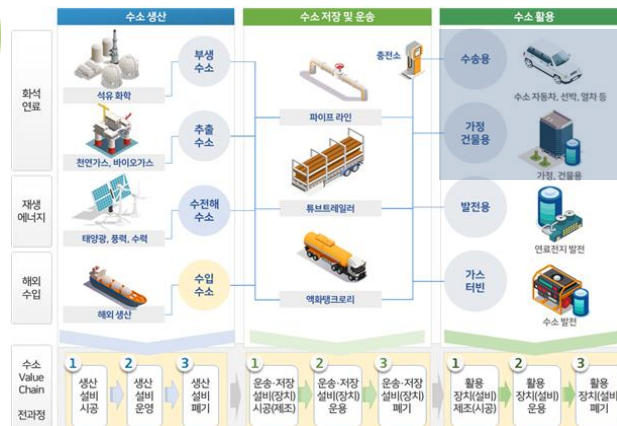 수소 생산
수소 저장 및 운송
수소 활용
화석
연료
석유 화학
부생
수소
충전소
수송용
수소 자동차, 선박, 열차 등
파이프 라인
천연가스, 바이오가스
추출
수소
가정
건물용
가정, 건물용
재생
에너지
태양광, 풍력, 수력
수전해
수소
튜브트레일러
발전용
연료전지 발전
해외
수입
해외 생산
수입
수소
액화탱크로리
가스
터빈
수소 발전
수소
Value
Chain
전과정
1
생산
설비
시공
2
생산
설비
운영
3
생산
설비
폐기
1
운송·저장
설비(장치)
시공(제조)
2
운송·저장
설비(장치)
운용
3
운송·저장
설비(장치)
폐기
1
활용
장치(설비)
제조(시공)
2
활용
장치(설비)
운용
3
활용
장치(설비)
폐기